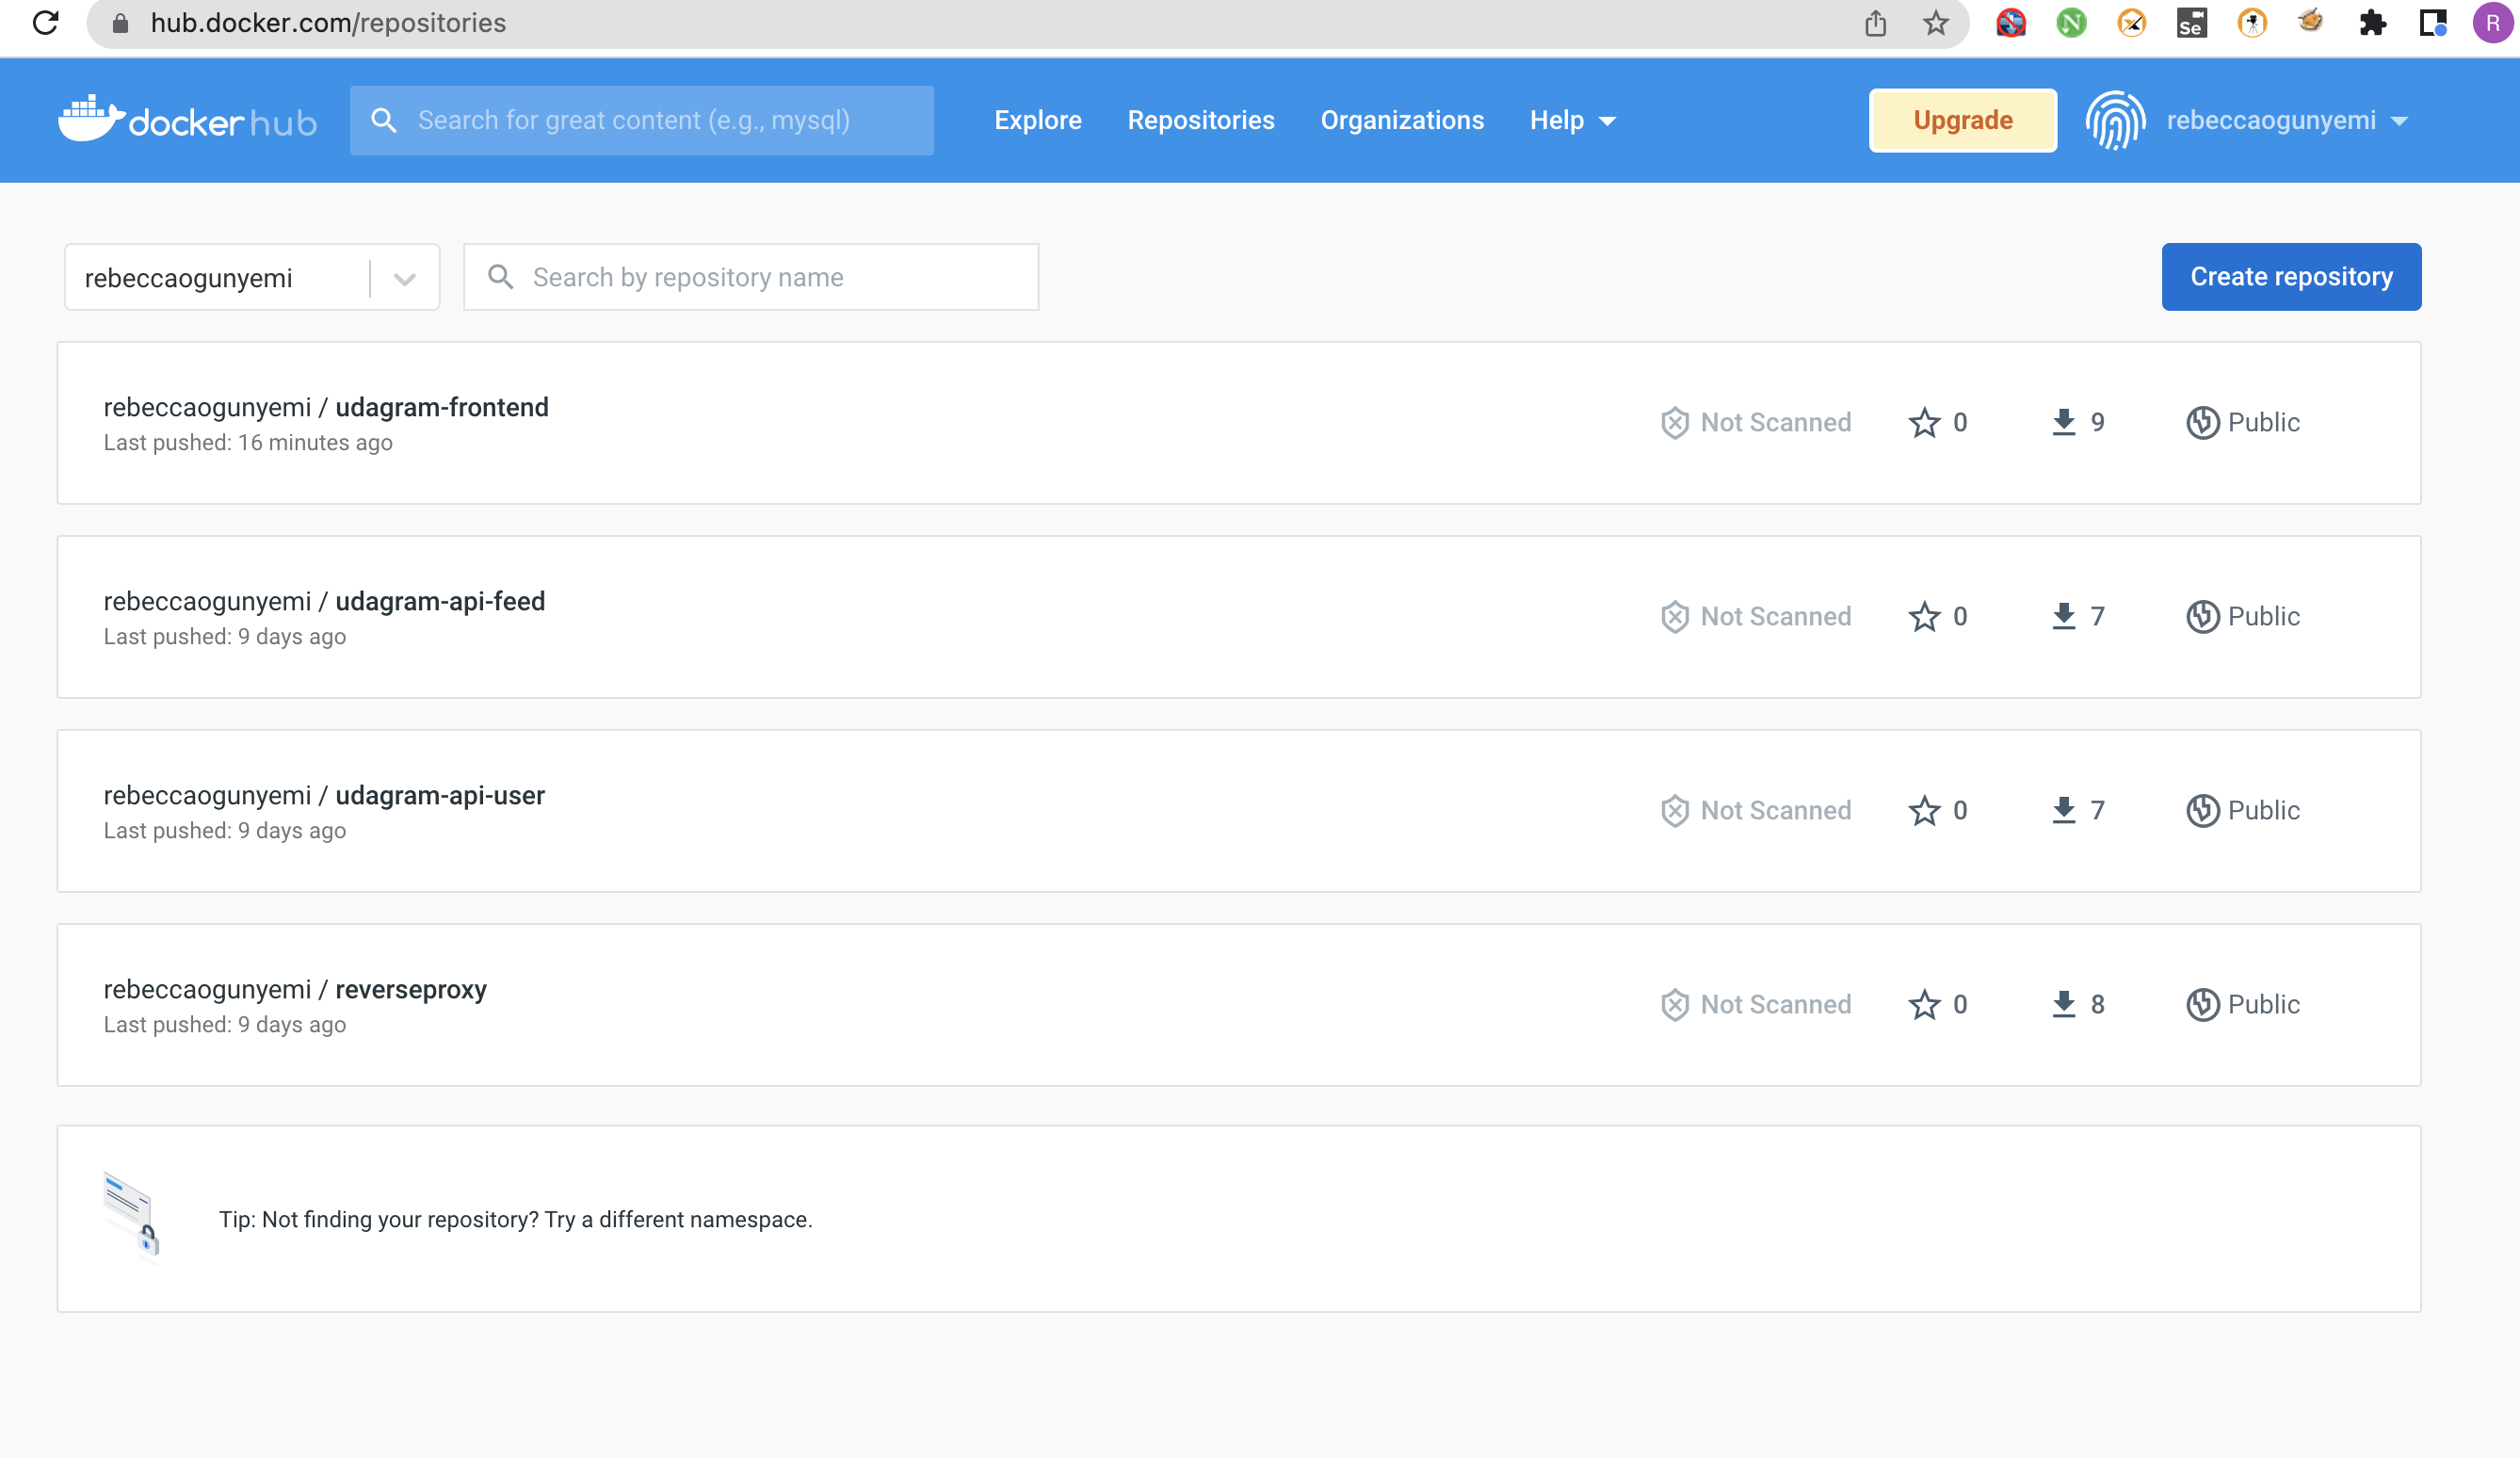 hub.docker.com/repositories
Se
R
docker hub
Search for great content (e.g., mysql)
Explore
Repositories
Organizations
Help
Upgrade
rebeccaogunyemi
rebeccaogunyemi
Search by repository name
Create repository
rebeccaogunyemi / udagram-frontend
Last pushed: 16 minutes ago
Not Scanned
0
9
Public
rebeccaogunyemi / udagram-api-feed
Last pushed: 9 days ago
Not Scanned
0
7
Public
rebeccaogunyemi / udagram-api-user
Last pushed: 9 days ago
Not Scanned
0
7
Public
rebeccaogunyemi / reverseproxy
Last pushed: 9 days ago
Not Scanned
0
8
Public
Tip: Not finding your repository? Try a different namespace.